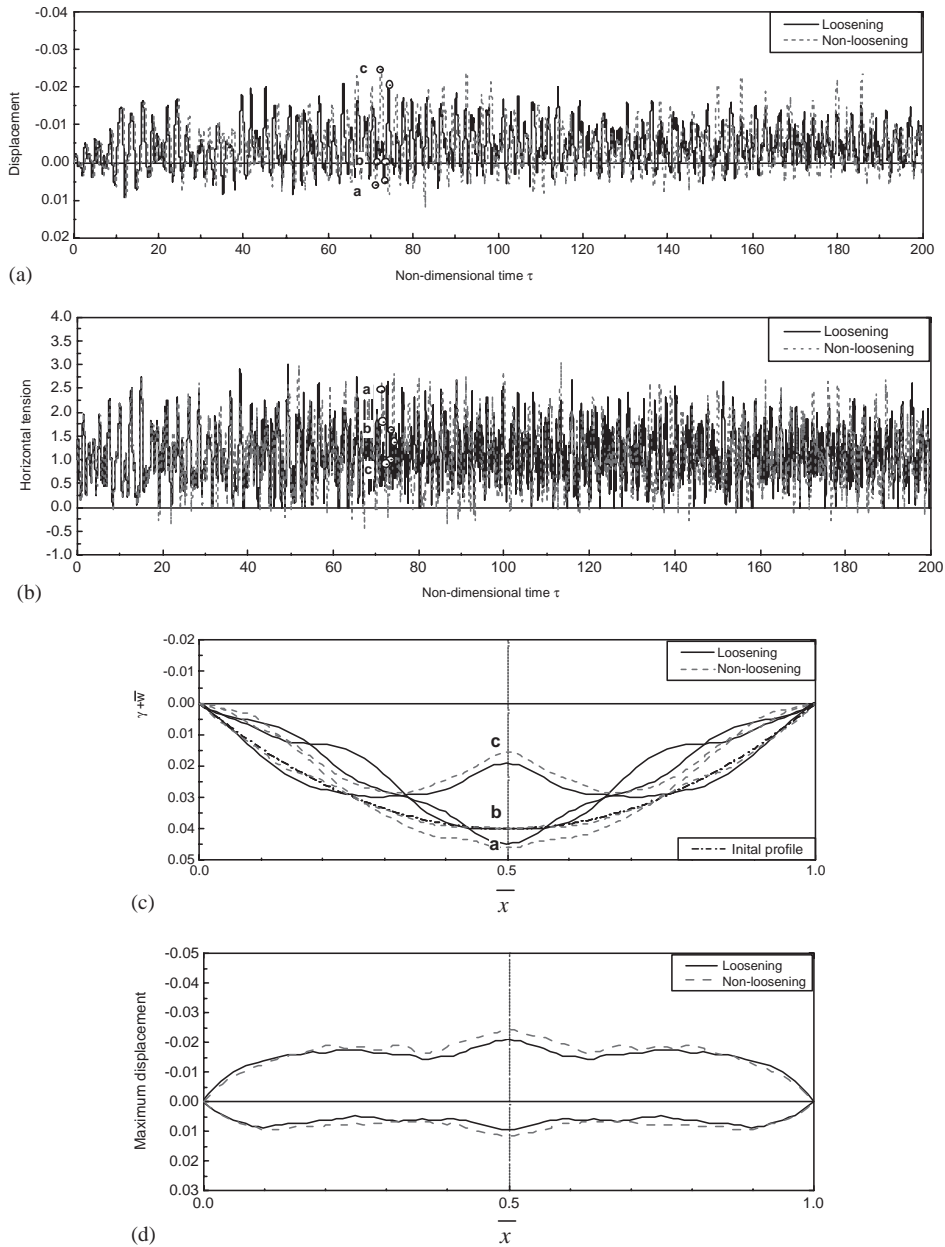 -0.04
-0.03
-0.02
-0.01
0.00
0.01
0.02
Displacement
Loosening
Non-loosening
c
b
a
0 20 40 60 80 100 120 140 160 180 200
(a)
Non-dimensional time τ
4.0
3.5
3.0
2.5
2.0
1.5
1.0
0.5
0.0
-0.5
-1.0
Horizontal tension
Loosening
Non-loosening
a
b
c
0 20 40 60 80 100 120 140 160 180 200
(b)
Non-dimensional time τ
-0.02
-0.01
0.00
0.01
0.02
0.03
0.04
0.05
γ+w̅
Loosening
Non-loosening
c
b
a
Inital profile
0.0 0.5 1.0
(c)
x̅
-0.05
-0.04
-0.03
-0.02
-0.01
0.00
0.01
0.02
0.03
Maximum displacement
Loosening
Non-loosening
0.0 0.5 1.0
(d)
x̅